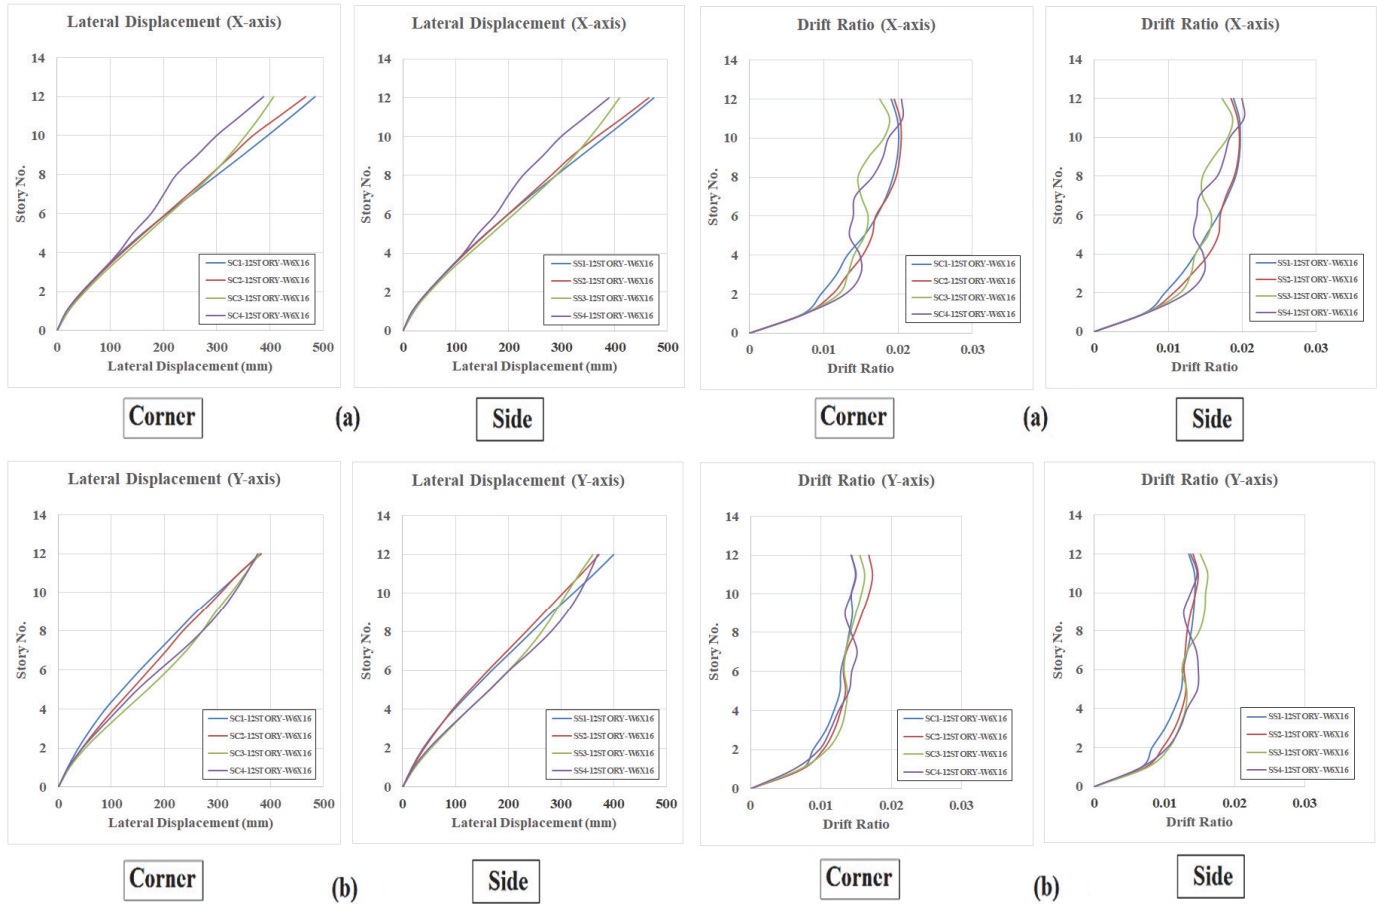 Lateral Displacement (X-axis)
14
12
10
8
6
4
2
0
Story No.
SC1-12STORY-W6X16
SC2-12STORY-W6X16
SC3-12STORY-W6X16
SC4-12STORY-W6X16
0 100 200 300 400 500
Lateral Displacement (mm)
Corner
(a)
Lateral Displacement (X-axis)
14
12
10
8
6
4
2
0
Story No.
SS1-12STORY-W6X16
SS2-12STORY-W6X16
SS3-12STORY-W6X16
SS4-12STORY-W6X16
0 100 200 300 400 500
Lateral Displacement (mm)
Side
Drift Ratio (X-axis)
14
12
10
8
6
4
2
0
Story No.
SC1-12STORY-W6X16
SC2-12STORY-W6X16
SC3-12STORY-W6X16
SC4-12STORY-W6X16
0 0.01 0.02 0.03
Drift Ratio
Corner
(a)
Drift Ratio (X-axis)
14
12
10
8
6
4
2
0
Story No.
SS1-12STORY-W6X16
SS2-12STORY-W6X16
SS3-12STORY-W6X16
SS4-12STORY-W6X16
0 0.01 0.02 0.03
Drift Ratio
Side
Lateral Displacement (Y-axis)
14
12
10
8
6
4
2
0
Story No.
SC1-12STORY-W6X16
SC2-12STORY-W6X16
SC3-12STORY-W6X16
SC4-12STORY-W6X16
0 100 200 300 400 500
Lateral Displacement (mm)
Corner
(b)
Lateral Displacement (Y-axis)
14
12
10
8
6
4
2
0
Story No.
SS1-12STORY-W6X16
SS2-12STORY-W6X16
SS3-12STORY-W6X16
SS4-12STORY-W6X16
0 100 200 300 400 500
Lateral Displacement (mm)
Side
Drift Ratio (Y-axis)
14
12
10
8
6
4
2
0
Story No.
SC1-12STORY-W6X16
SC2-12STORY-W6X16
SC3-12STORY-W6X16
SC4-12STORY-W6X16
0 0.01 0.02 0.03
Drift Ratio
Corner
(b)
Drift Ratio (Y-axis)
14
12
10
8
6
4
2
0
Story No.
SS1-12STORY-W6X16
SS2-12STORY-W6X16
SS3-12STORY-W6X16
SS4-12STORY-W6X16
0 0.01 0.02 0.03
Drift Ratio
Side